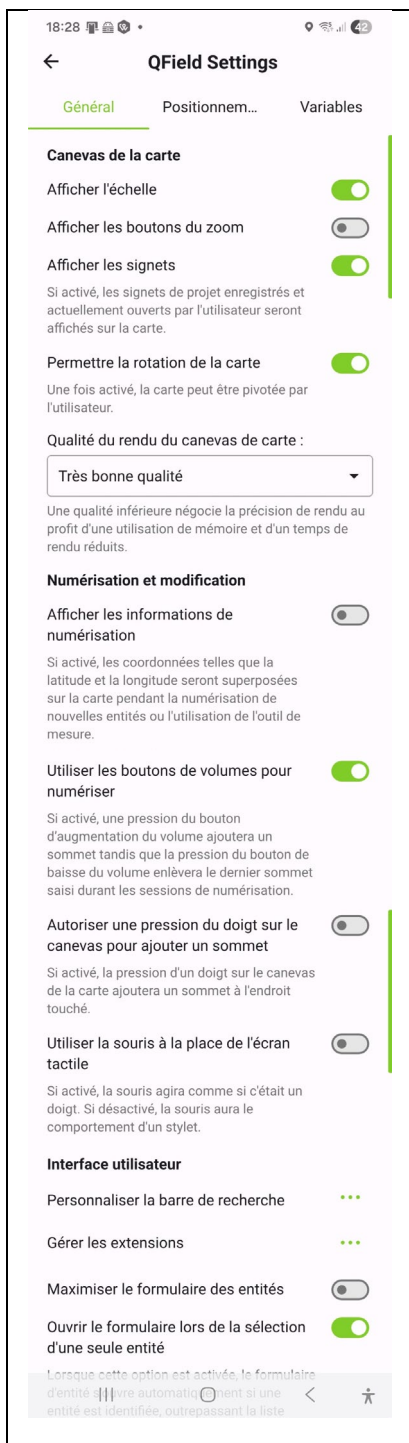 18:28
42
QField Settings
Général Positionnem... Variables
Canevas de la carte
Afficher l'échelle
Afficher les boutons du zoom
Afficher les signets
Si activé, les signets de projet enregistrés et
actuellement ouverts par l'utilisateur seront
affichés sur la carte.
Permettre la rotation de la carte
Une fois activé, la carte peut être pivotée par
l'utilisateur.
Qualité du rendu du canevas de carte :
Très bonne qualité
Une qualité inférieure négocie la précision de rendu au
profit d'une utilisation de mémoire et d'un temps de
rendu réduits.
Numérisation et modification
Afficher les informations de
numérisation
Si activé, les coordonnées telles que la
latitude et la longitude seront superposées
sur la carte pendant la numérisation de
nouvelles entités ou l'utilisation de l'outil de
mesure.
Utiliser les boutons de volumes pour
numériser
Si activé, une pression du bouton
d'augmentation du volume ajoutera un
sommet tandis que la pression du bouton de
baisse du volume enlèvera le dernier sommet
saisi durant les sessions de numérisation.
Autoriser une pression du doigt sur le
canevas pour ajouter un sommet
Si activé, la pression d'un doigt sur le canevas
de la carte ajoutera un sommet à l'endroit
touché.
Utiliser la souris à la place de l'écran
tactile
Si activé, la souris agira comme si c'était un
doigt. Si désactivé, la souris aura le
comportement d'un stylet.
Interface utilisateur
Personnaliser la barre de recherche
Gérer les extensions
Maximiser le formulaire des entités
Ouvrir le formulaire lors de la sélection
d'une seule entité
Lorsque cette option est activée, le formulaire
d'entité s'ouvre automatiquement si une
entité est identifiée, outrepassant la liste